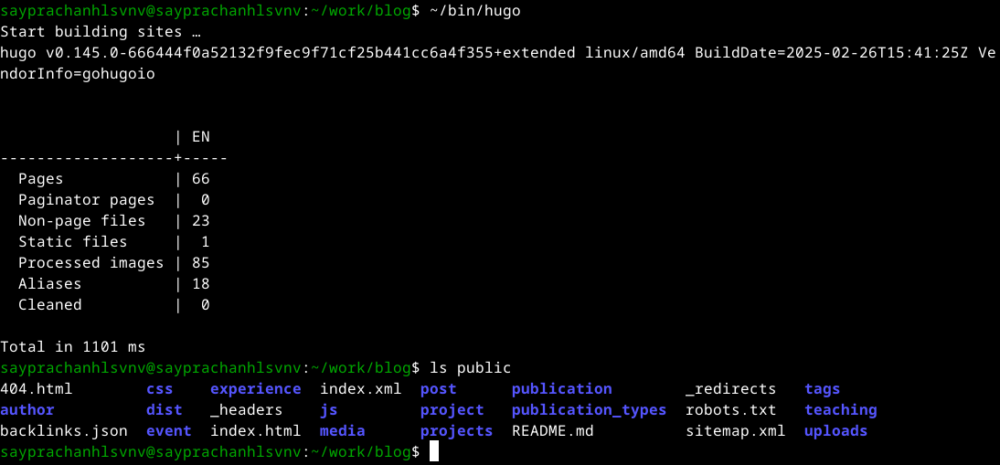 sayprachanhlsvnv@sayprachanhlsvnv:~/work/blog$ ~/bin/hugo
Start building sites …
hugo v0.145.0-666444f0a52132f9fec9f71cf25b441cc6a4f355+extended linux/amd64 BuildDate=2025-02-26T15:41:25Z Ve
ndorInfo=gohugoio
                   | EN
-------------------+-----
  Pages            | 66
  Paginator pages  |  0
  Non-page files   | 23
  Static files     |  1
  Processed images | 85
  Aliases          | 18
  Cleaned          |  0
Total in 1101 ms
sayprachanhlsvnv@sayprachanhlsvnv:~/work/blog$ ls public
404.html        css    experience  index.xml  post      publication        _redirects   tags
author          dist   _headers    js         project   publication_types  robots.txt   teaching
backlinks.json  event  index.html  media      projects  README.md          sitemap.xml  uploads
sayprachanhlsvnv@sayprachanhlsvnv:~/work/blog$